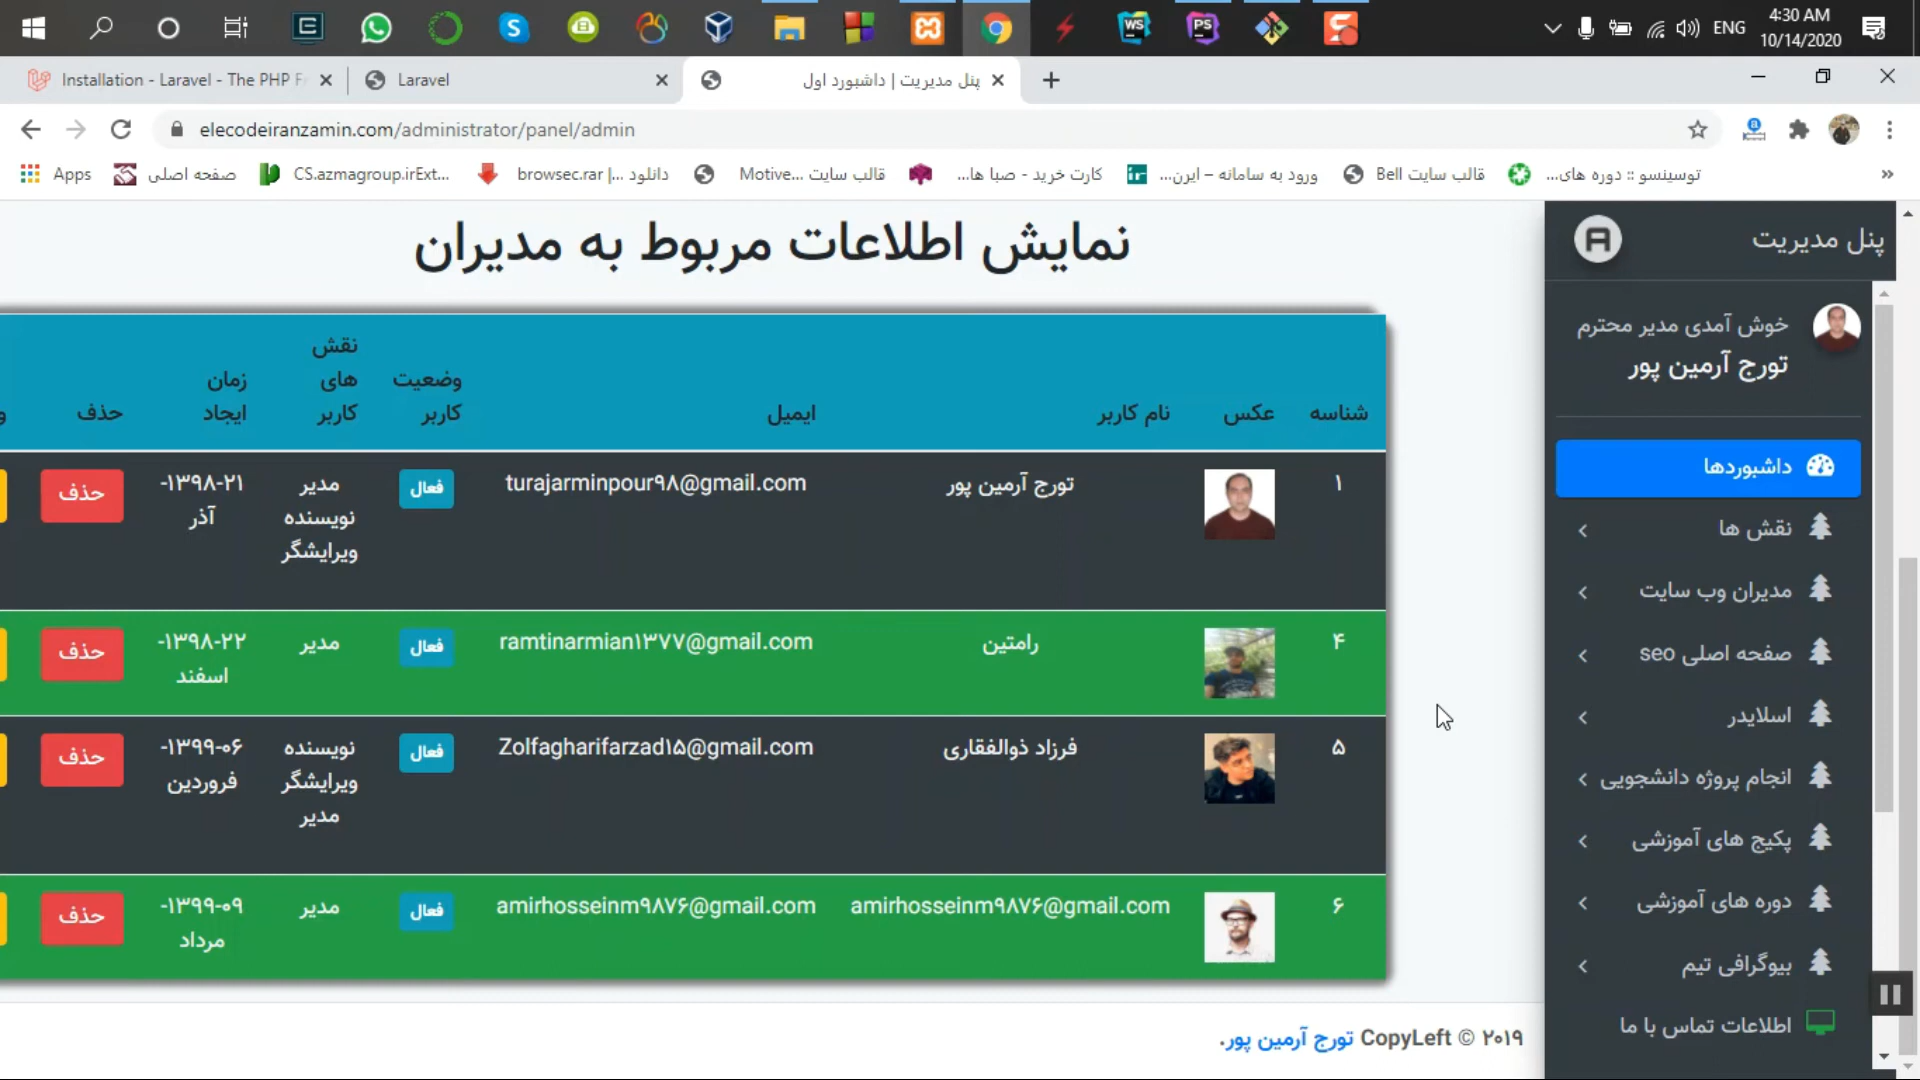 ENG
4:30 AM
10/14/2020
Installation - Laravel - The PHP Fr
Laravel
پنل مدیریت | داشبورد اول
elecodeiranzamin.com/administrator/panel/admin
Apps
صفحه اصلی
CS.azmagroup.irExt...
دانلود ...| browsec.rar
قالب سایت ...Motive
کارت خرید - صبا ها...
ورود به سامانه – ایرن...
قالب سایت Bell
توسینسو :: دوره های...
پنل مدیریت
خوش آمدی مدیر محترم
تورج آرمین پور
داشبوردها
نقش ها
مدیران وب سایت
صفحه اصلی seo
اسلایدر
انجام پروژه دانشجویی
پکیج های آموزشی
دوره های آموزشی
بیوگرافی تیم
اطلاعات تماس با ما
نمایش اطلاعات مربوط به مدیران
شناسه عکس نام کاربر ایمیل وضعیت کاربر نقش های کاربر زمان ایجاد حذف و
۱ تورج آرمین پور turajarminpour۹۸@gmail.com فعال مدیر نویسنده ویرایشگر ۲۱-۱۳۹۸-آذر حذف
۴ رامتین ramtinarmian۱۳۷۷@gmail.com فعال مدیر ۲۲-۱۳۹۸-اسفند حذف
۵ فرزاد ذوالفقاری Zolfagharifarzad۱۵@gmail.com فعال نویسنده ویرایشگر مدیر ۰۶-۱۳۹۹-فروردین حذف
۶ amirhosseinm۹۸۷۶@gmail.com amirhosseinm۹۸۷۶@gmail.com فعال مدیر ۰۹-۱۳۹۹-مرداد حذف
۲۰۱۹ © CopyLeft تورج آرمین پور.